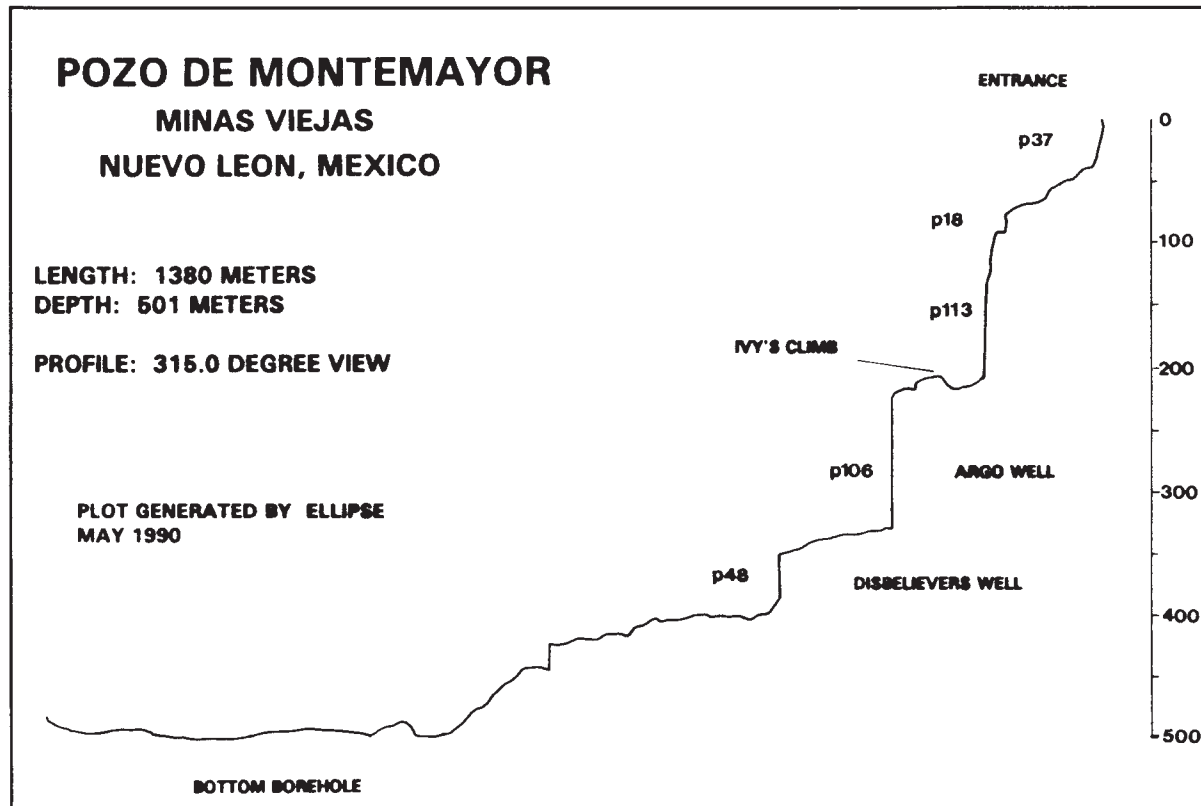 POZO DE MONTEMAYOR
MINAS VIEJAS
NUEVO LEON, MEXICO
LENGTH: 1380 METERS
DEPTH: 501 METERS
PROFILE: 315.0 DEGREE VIEW
PLOT GENERATED BY ELLIPSE
MAY 1990
ENTRANCE
p37
p18
p113
IVY'S CLIMB
p106
ARGO WELL
p48
DISBELIEVERS WELL
BOTTOM BOREHOLE
0
100
200
300
400
500